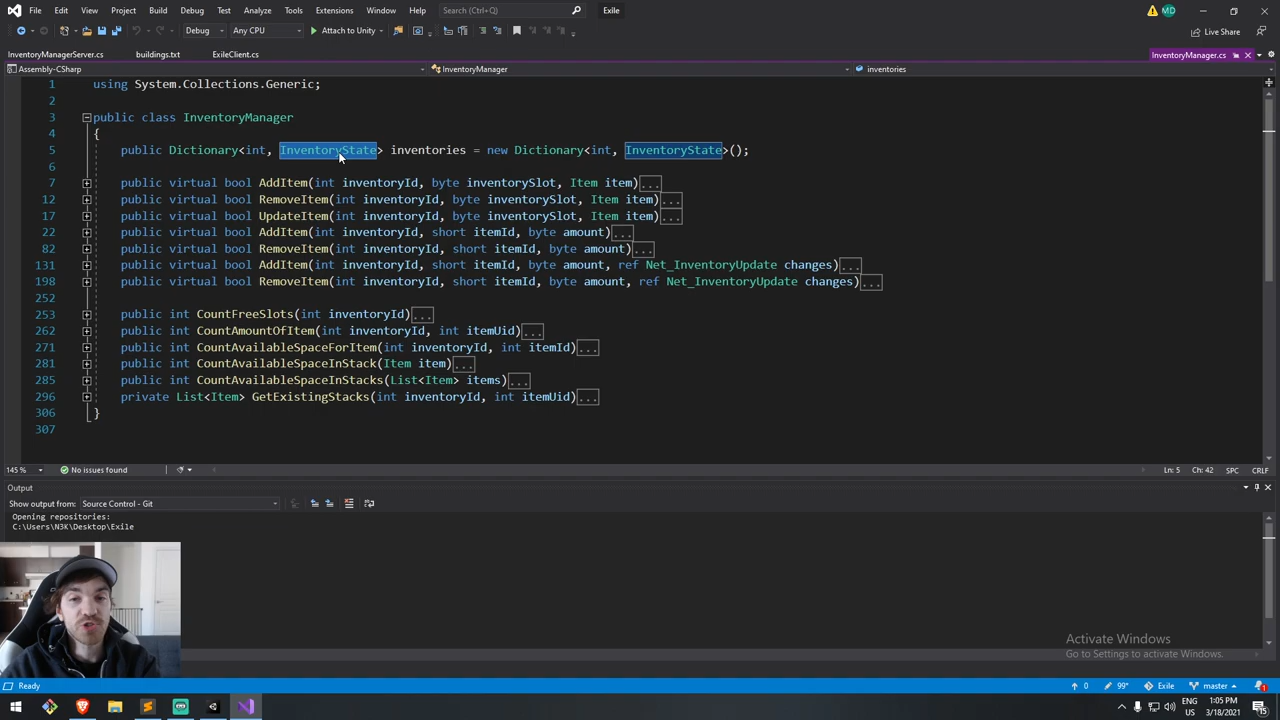 File Edit View Git Project Build Debug Test Analyze Tools Extensions Window Help Search (Ctrl+Q) Exile MD
Debug Any CPU Attach to Unity Live Share
InventoryManagerServer.cs buildings.txt ExileClient.cs InventoryManager.cs
Assembly-CSharp InventoryManager inventories
1 using System.Collections.Generic;
2
3 public class InventoryManager
4 {
5 public Dictionary<int, InventoryState> inventories = new Dictionary<int, InventoryState>();
6
7 public virtual bool AddItem(int inventoryId, byte inventorySlot, Item item)...
12 public virtual bool RemoveItem(int inventoryId, byte inventorySlot, Item item)...
17 public virtual bool UpdateItem(int inventoryId, byte inventorySlot, Item item)...
22 public virtual bool AddItem(int inventoryId, short itemId, byte amount)...
82 public virtual bool RemoveItem(int inventoryId, short itemId, byte amount)...
131 public virtual bool AddItem(int inventoryId, short itemId, byte amount, ref Net_InventoryUpdate changes)...
198 public virtual bool RemoveItem(int inventoryId, short itemId, byte amount, ref Net_InventoryUpdate changes)...
252
253 public int CountFreeSlots(int inventoryId)...
262 public int CountAmountOfItem(int inventoryId, int itemUid)...
271 public int CountAvailableSpaceForItem(int inventoryId, int itemId)...
281 public int CountAvailableSpaceInStack(Item item)...
285 public int CountAvailableSpaceInStacks(List<Item> items)...
296 private List<Item> GetExistingStacks(int inventoryId, int itemUid)...
306 }
307
145 % No issues found Ln: 5 Ch: 42 SPC CRLF
Output
Show output from: Source Control - Git
Opening repositories:
C:\Users\N3K\Desktop\Exile
Activate Windows
Go to Settings to activate Windows.
Ready 0 99* Exile master 1
ENG 1:05 PM
US 3/18/2021 15